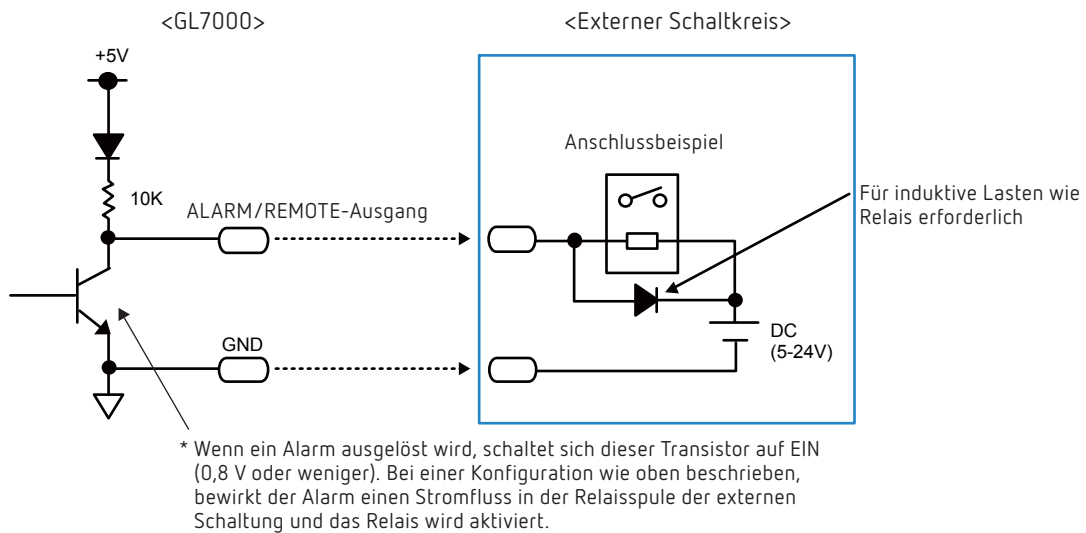 <GL7000>
<Externer Schaltkreis>
+5V
Anschlussbeispiel
10K
ALARM/REMOTE-Ausgang
Für induktive Lasten wie
Relais erforderlich
GND
DC
(5-24V)
* Wenn ein Alarm ausgelöst wird, schaltet sich dieser Transistor auf EIN
(0,8 V oder weniger). Bei einer Konfiguration wie oben beschrieben,
bewirkt der Alarm einen Stromfluss in der Relaisspule der externen
Schaltung und das Relais wird aktiviert.